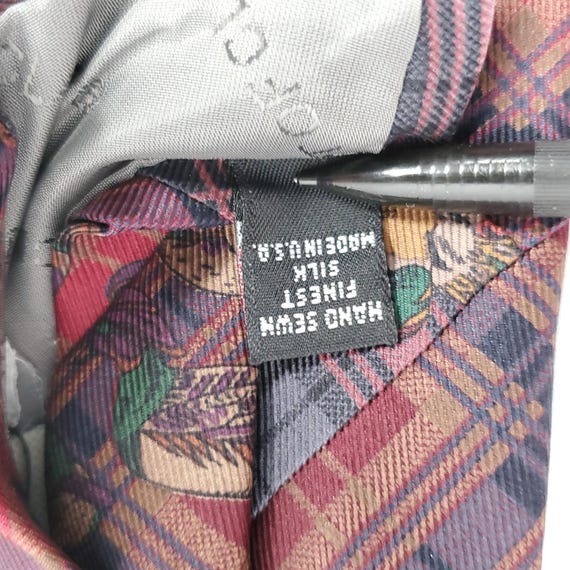 HAND SEWN
FINEST
SILK
MADE IN U.S.A.